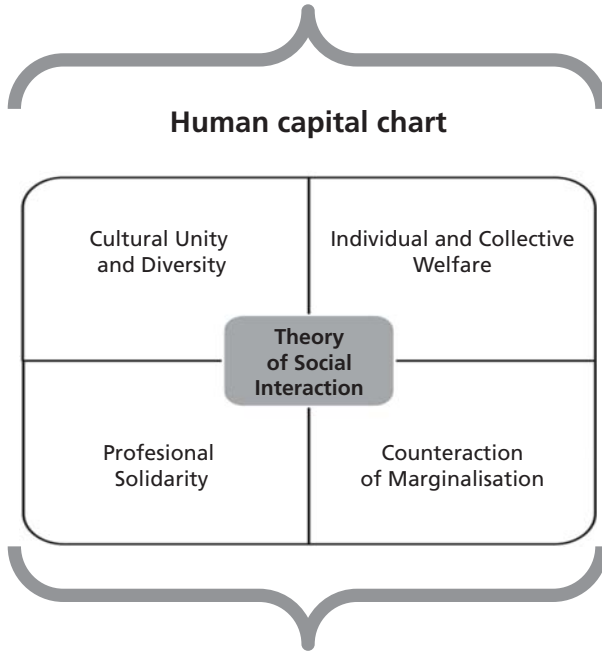 Human capital chart
Cultural Unity
and Diversity
Individual and Collective
Welfare
Theory
of Social
Interaction
Profesional
Solidarity
Counteraction
of Marginalisation